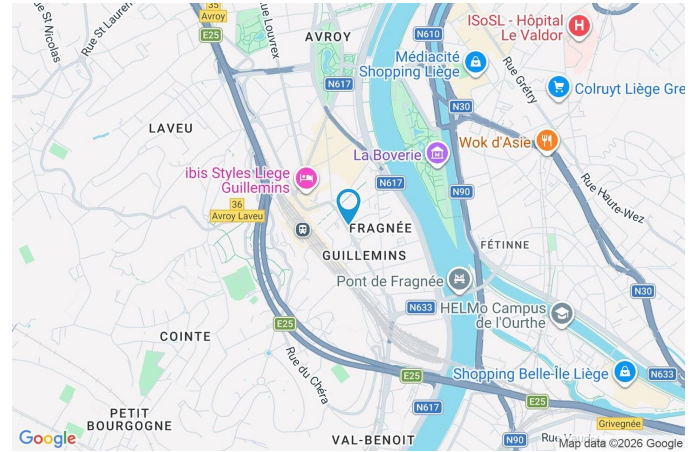 35
Avroy
E25
Rue St Nicolas
Rue St Laurent
Rue Louvrex
AVROY
N617
N610
ISoSL - Hôpital
Le Valdor
H
Médiacité
Shopping Liège
Rue Grétry
Colruyt Liège Gre
N30
LAVEU
Wok d'Asie
La Boverie
ibis Styles Liege
Guillemins
N617
N90
Rue Haute-Wez
36
Avroy Laveu
FRAGNÉE
GUILLEMINS
FÉTINNE
Pont de Fragnée
N30
N633
HELMo Campus
de l'Ourthe
E25
COINTE
Rue du Chéra
E25
Shopping Belle-Île Liège
N633
E25
PETIT
BOURGOGNE
N617
Grivegnée
VAL-BENOIT
N90
Google
Map data ©2026 Google